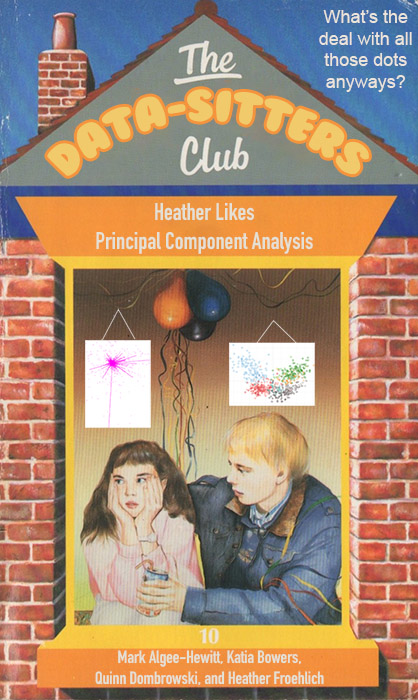 What's the
deal with all
those dots
anyways?
The
DATA-SITTERS
Club
Heather Likes
Principal Component Analysis
10
Mark Algee-Hewitt, Katia Bowers,
Quinn Dombrowski, and Heather Froehlich